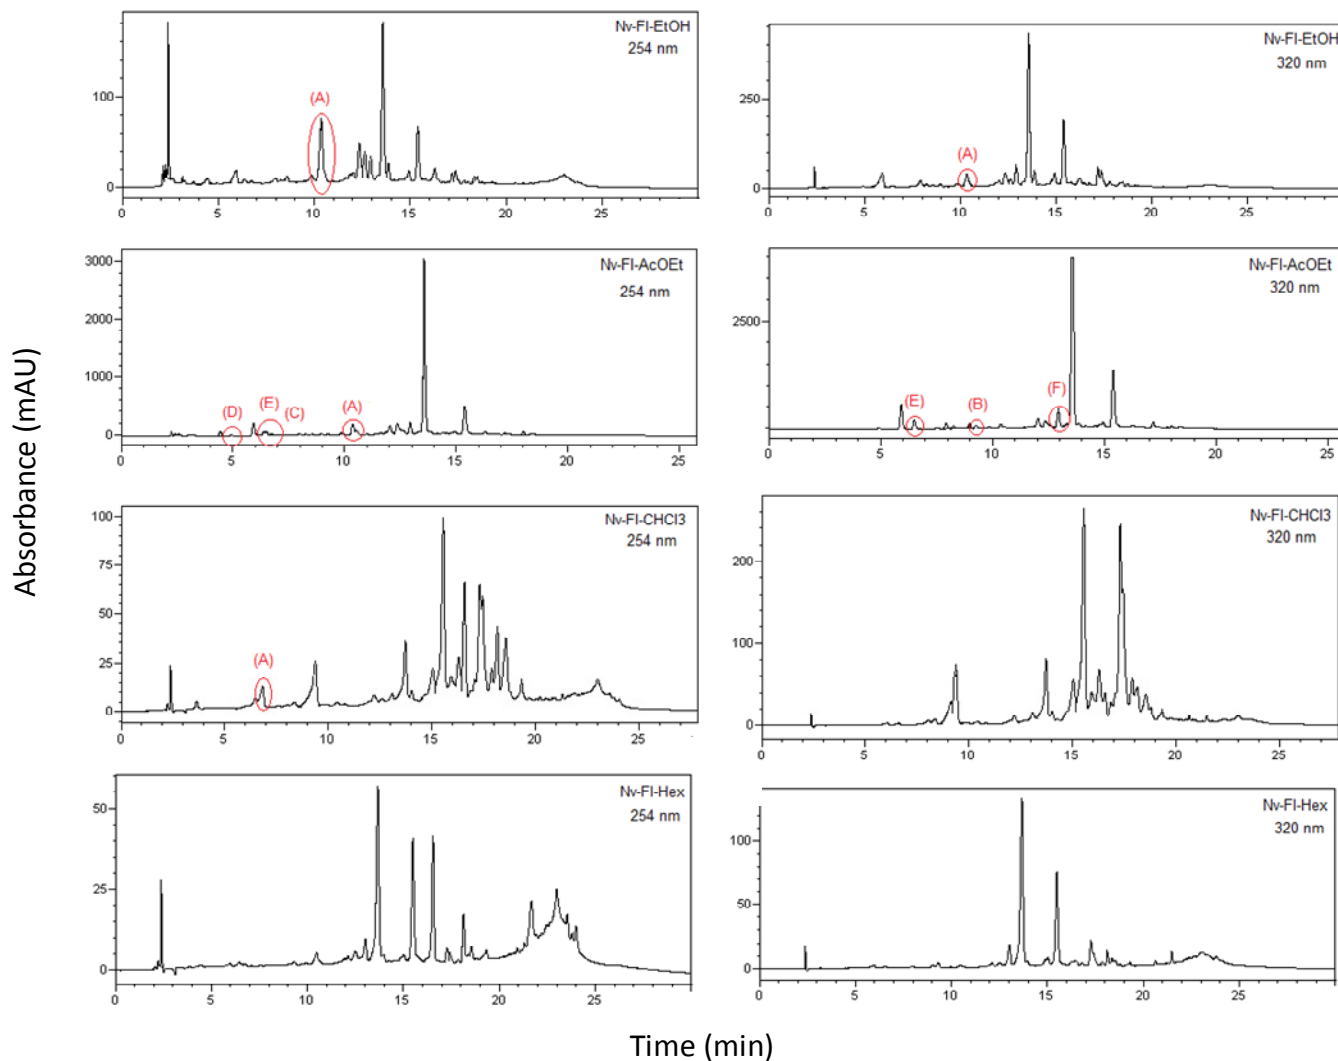 Absorbance (mAU)
Nv-Fl-EtOH
254 nm
(A)
100
0
0 5 10 15 20 25
Nv-Fl-EtOH
320 nm
(A)
250
0
0 5 10 15 20 25
Nv-Fl-AcOEt
254 nm
3000
2000
1000
0
(D) (E) (C) (A)
0 5 10 15 20 25
Nv-Fl-AcOEt
320 nm
2500
0
(E) (B) (F)
0 5 10 15 20 25
Nv-Fl-CHCl3
254 nm
100
75
50
25
0
(A)
0 5 10 15 20 25
Nv-Fl-CHCl3
320 nm
200
100
0
0 5 10 15 20 25
Nv-Fl-Hex
254 nm
50
25
0
0 5 10 15 20 25
Nv-Fl-Hex
320 nm
100
50
0
0 5 10 15 20 25
Time (min)